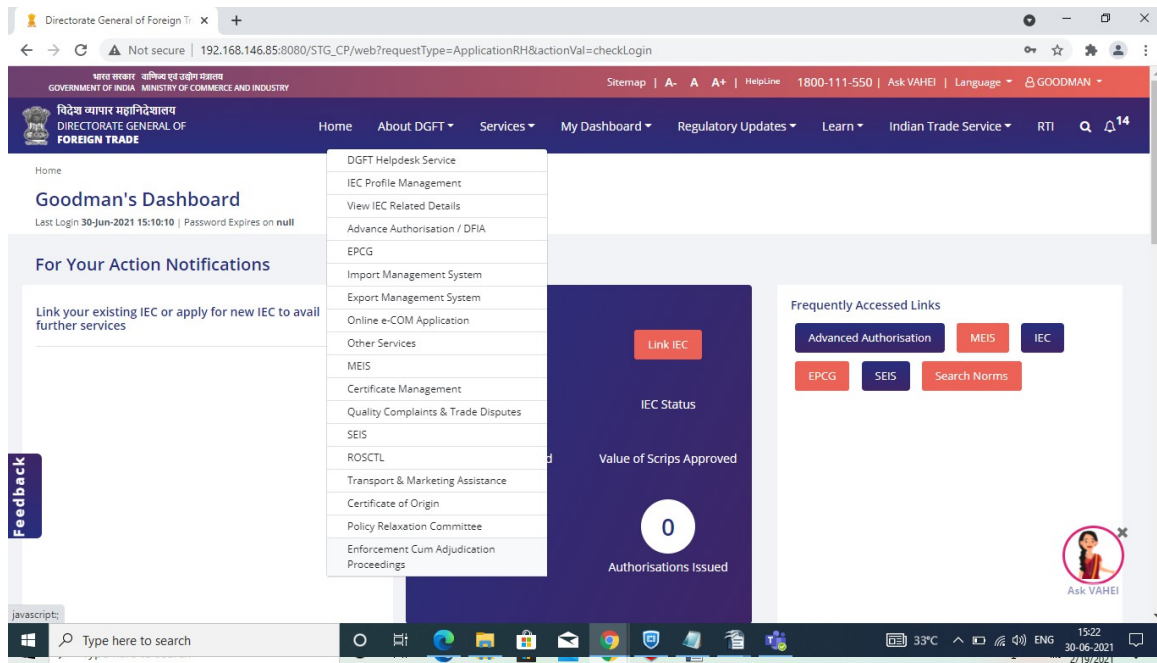 Directorate General of Foreign Tr
Not secure | 192.168.146.85:8080/STG_CP/web?requestType=ApplicationRH&actionVal=checkLogin
भारत सरकार वाणिज्य एवं उद्योग मंत्रालय
GOVERNMENT OF INDIA MINISTRY OF COMMERCE AND INDUSTRY
Sitemap | A- A A+ | HelpLine 1800-111-550 | Ask VAHEI | Language GOODMAN
विदेश व्यापार महानिदेशालय
DIRECTORATE GENERAL OF
FOREIGN TRADE
Home About DGFT Services My Dashboard Regulatory Updates Learn Indian Trade Service RTI 14
Home
Goodman's Dashboard
Last Login 30-Jun-2021 15:10:10 | Password Expires on null
For Your Action Notifications
Link your existing IEC or apply for new IEC to avail
further services
DGFT Helpdesk Service
IEC Profile Management
View IEC Related Details
Advance Authorisation / DFIA
EPCG
Import Management System
Export Management System
Online e-COM Application
Other Services
MEIS
Certificate Management
Quality Complaints & Trade Disputes
SEIS
ROSCTL
Transport & Marketing Assistance
Certificate of Origin
Policy Relaxation Committee
Enforcement Cum Adjudication
Proceedings
Link IEC
IEC Status
Value of Scrips Approved
0
Authorisations Issued
Frequently Accessed Links
Advanced Authorisation MEIS IEC
EPCG SEIS Search Norms
Feedback
Ask VAHEI
javascript:;
Type here to search
33°C ENG
15:22
30-06-2021
2/19/2021